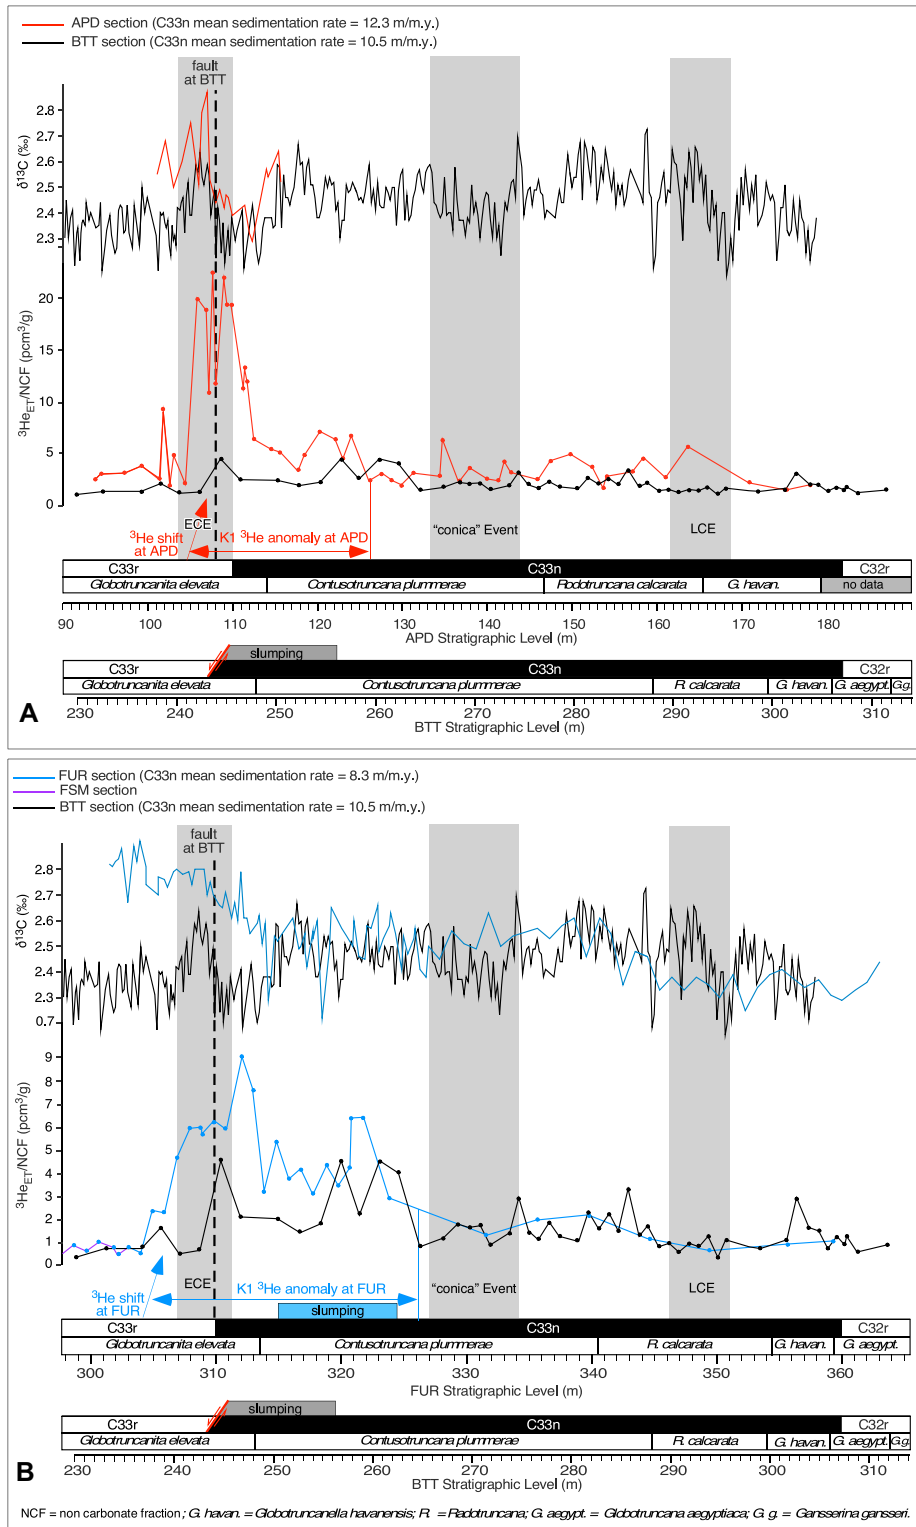 APD section (C33n mean sedimentation rate = 12.3 m/m.y.)
BTT section (C33n mean sedimentation rate = 10.5 m/m.y.)
fault
at BTT
2.8
2.7
2.6
2.5
2.4
2.3
δ13C (‰)
20
15
10
5
0
3HeET/NCF (pcm3/g)
ECE
"conica" Event
LCE
3He shift
at APD
K1 3He anomaly at APD
C33r C33n C32r
Globotruncanita elevata Contusotruncana plummerae Rodotruncana calcarata G. havan. no data
90 100 110 120 130 140 150 160 170 180
APD Stratigraphic Level (m)
slumping
C33r C33n C32r
Globotruncanita elevata Contusotruncana plummerae R. calcarata G. havan. G. aegypt. G.g.
230 240 250 260 270 280 290 300 310
BTT Stratigraphic Level (m)
A
FUR section (C33n mean sedimentation rate = 8.3 m/m.y.)
FSM section
BTT section (C33n mean sedimentation rate = 10.5 m/m.y.)
fault
at BTT
2.8
2.7
2.6
2.5
2.4
2.3
0.7
δ13C (‰)
9
8
7
6
5
4
3
2
1
0
3HeET/NCF (pcm3/g)
ECE
"conica" Event
LCE
3He shift
at FUR
K1 3He anomaly at FUR
slumping
C33r C33n C32r
Globotruncanita elevata Contusotruncana plummerae R. calcarata G. havan. G. aegypt.
300 310 320 330 340 350 360
FUR Stratigraphic Level (m)
slumping
C33r C33n C32r
Globotruncanita elevata Contusotruncana plummerae R. calcarata G. havan. G. aegypt. G.g.
230 240 250 260 270 280 290 300 310
BTT Stratigraphic Level (m)
B
NCF = non carbonate fraction; G. havan. = Globotruncanella havanensis; R. = Radotruncana; G. aegypt. = Globotruncana aegyptiaca; G. g. = Gansserina gansseri.